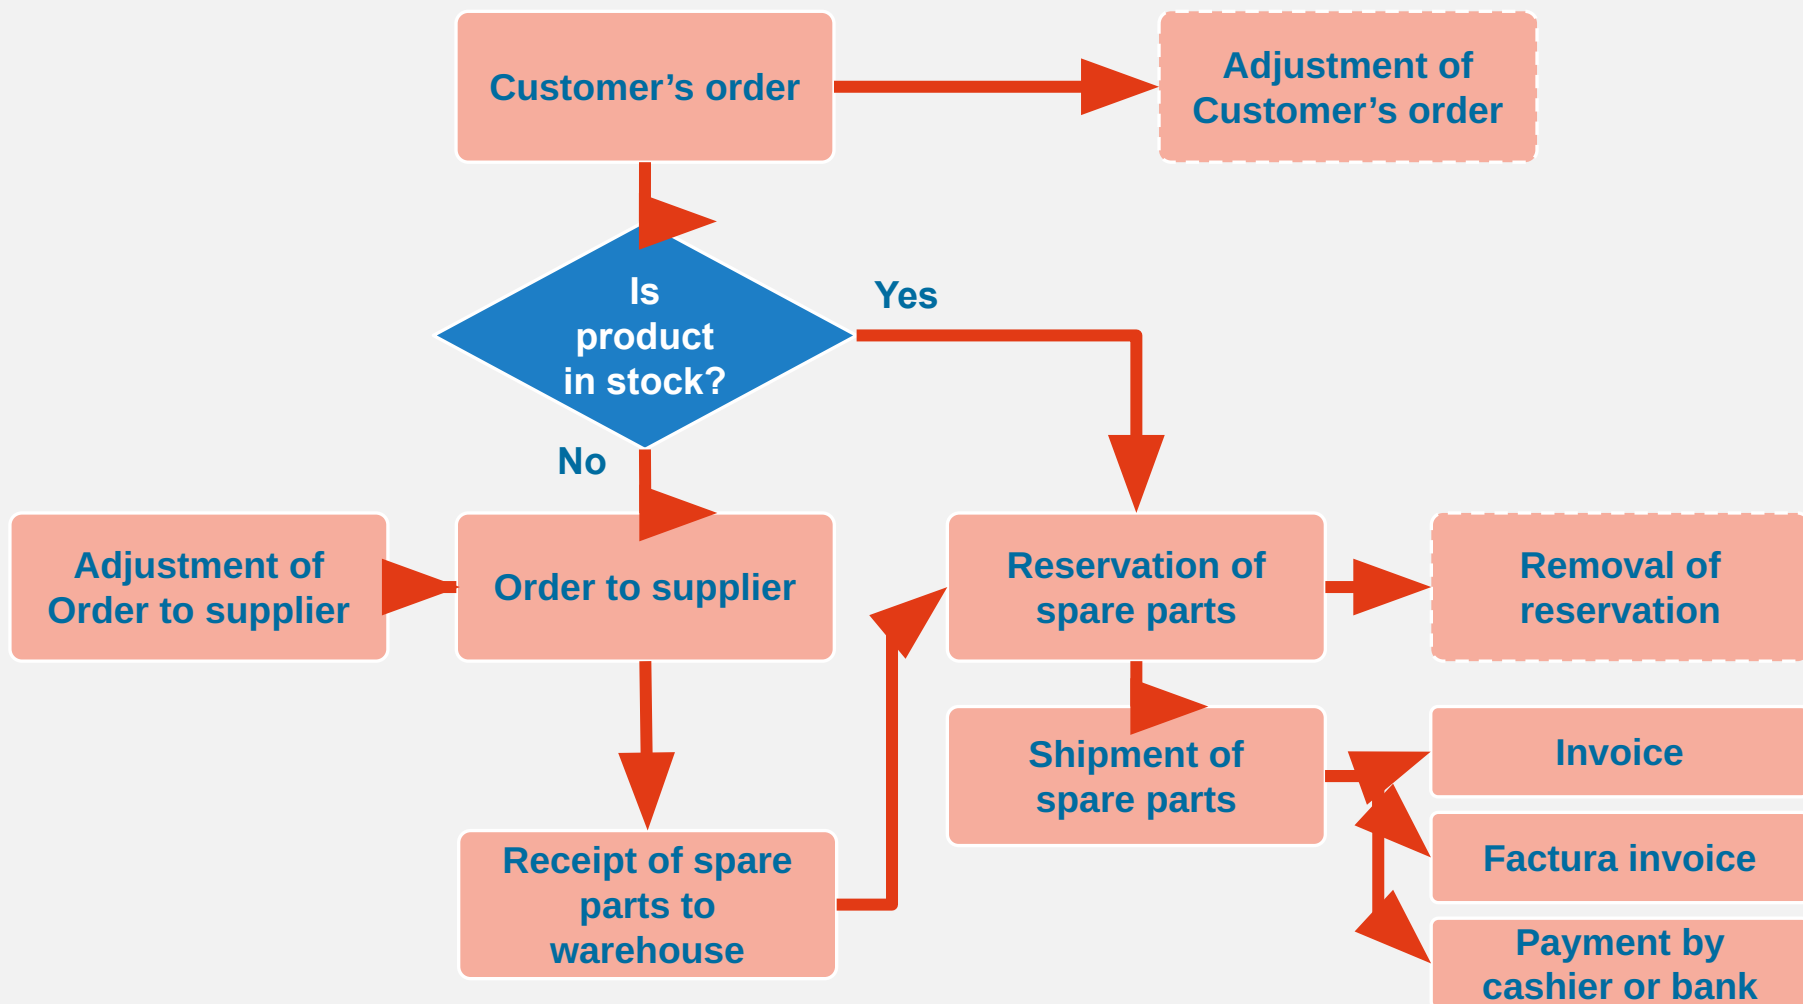 Customer’s order
Adjustment of
Customer’s order
Is
product
in stock?
Yes
No
Adjustment of
Order to supplier
Order to supplier
Reservation of
spare parts
Removal of
reservation
Shipment of
spare parts
Invoice
Factura invoice
Receipt of spare
parts to
warehouse
Payment by
cashier or bank